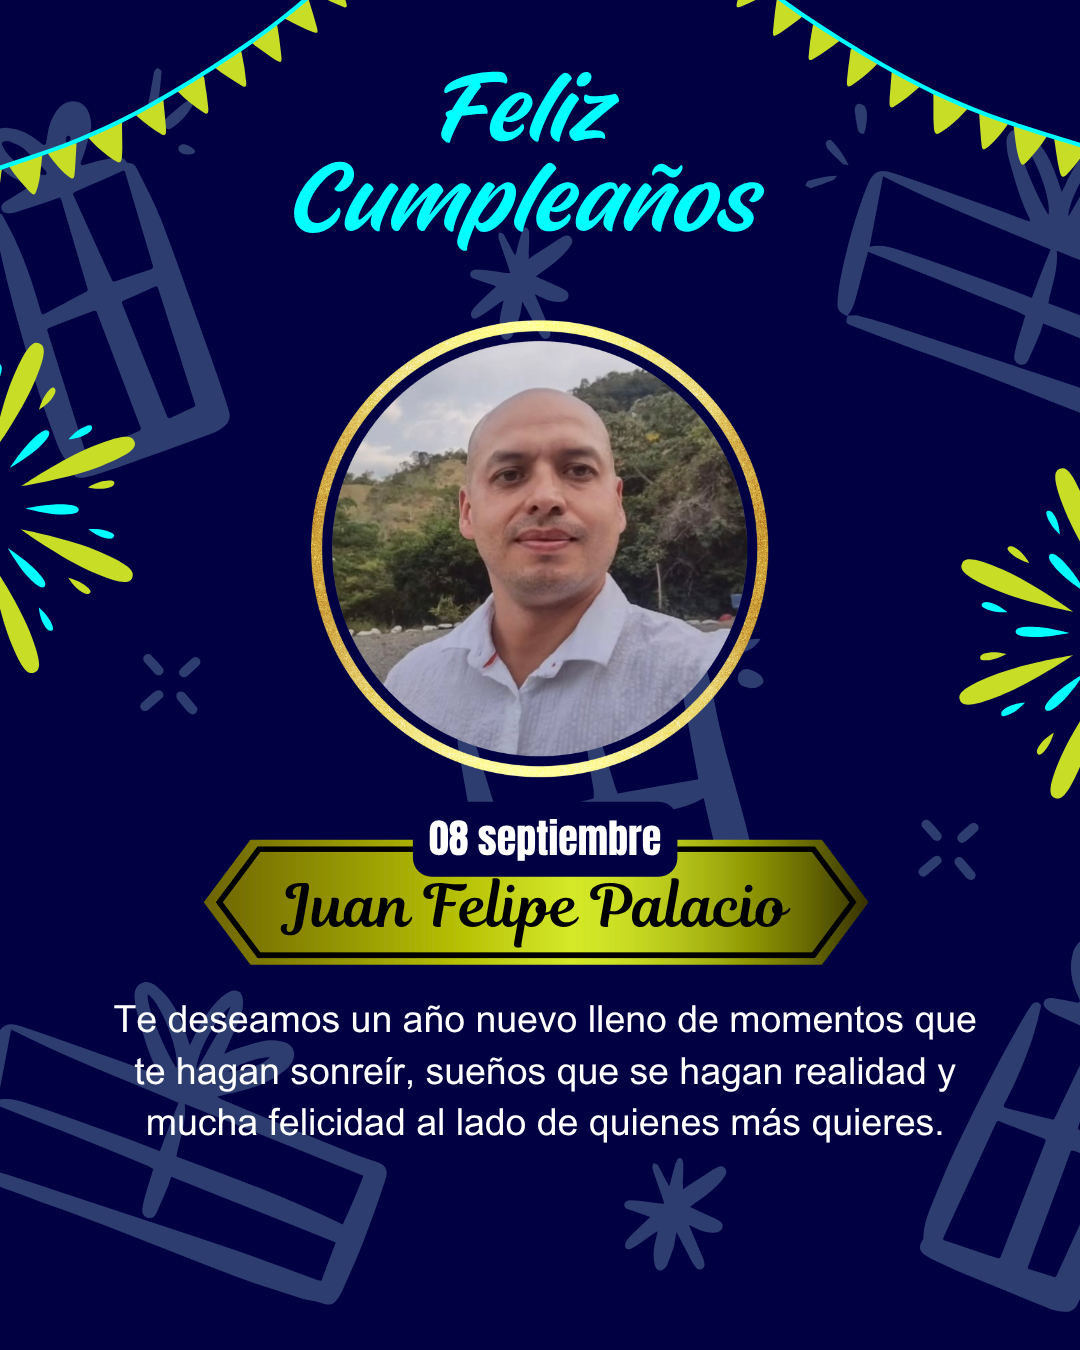 Feliz
Cumpleaños
08 septiembre
Juan Felipe Palacio
Te deseamos un año nuevo lleno de momentos que
te hagan sonreír, sueños que se hagan realidad y
mucha felicidad al lado de quienes más quieres.